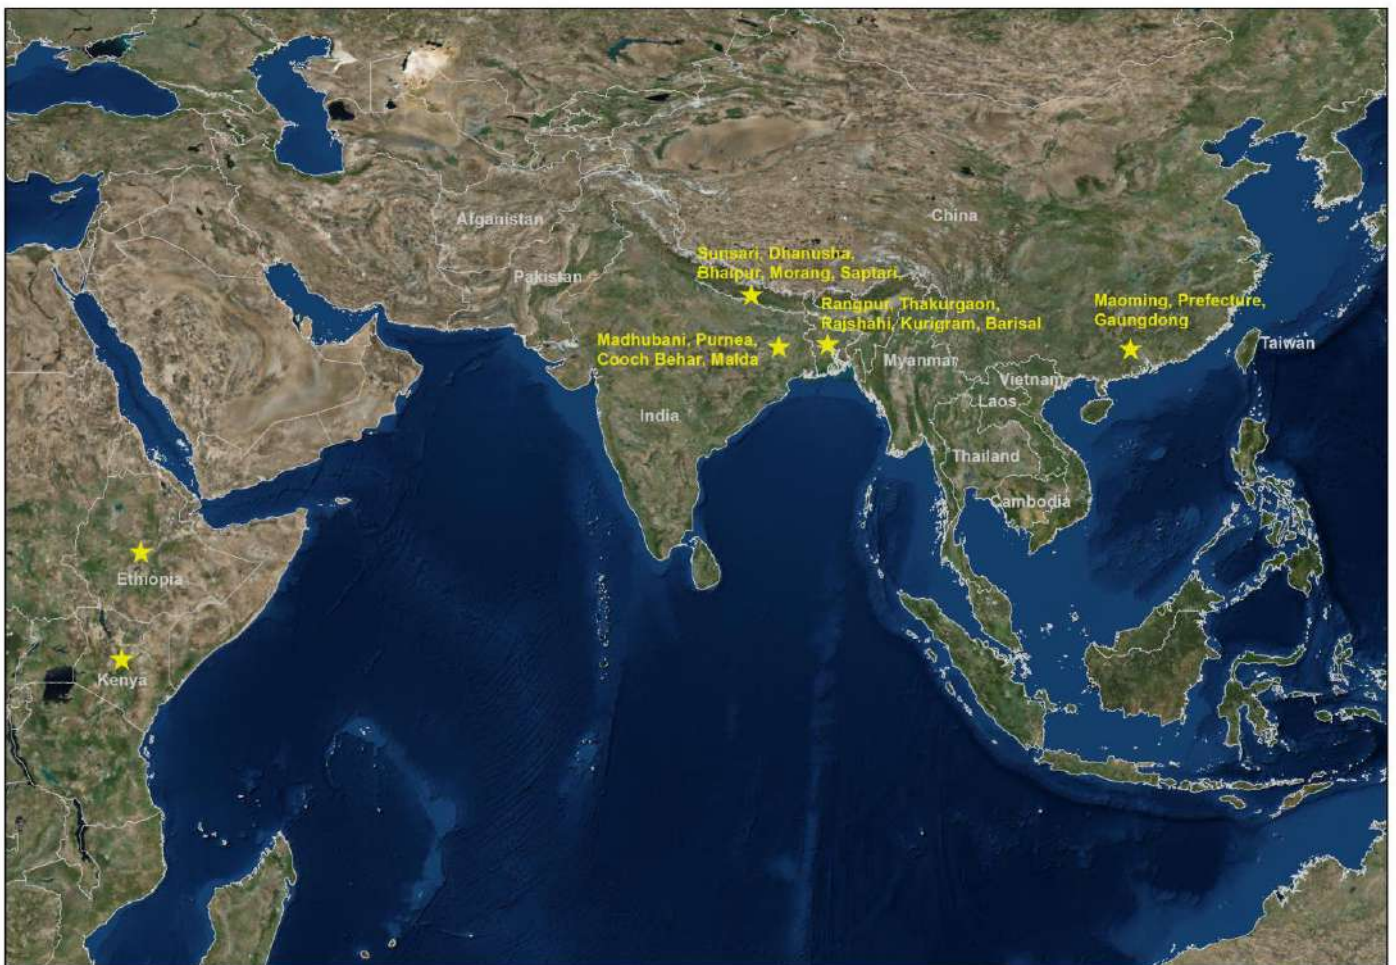 Afganistan
China
Pakistan
Sunsari, Dhanusha,
Bhajpur, Morang, Saptari,
Rangpur, Thakurgaon,
Rajshahi, Kurigram, Barisal
Maoming, Prefecture,
Gaungdong
Madhubani, Purnea,
Cooch Behar, Malda
Taiwan
Myanmar
Vietnam
Laos
India
Thailand
Cambodia
Ethiopia
Kenya